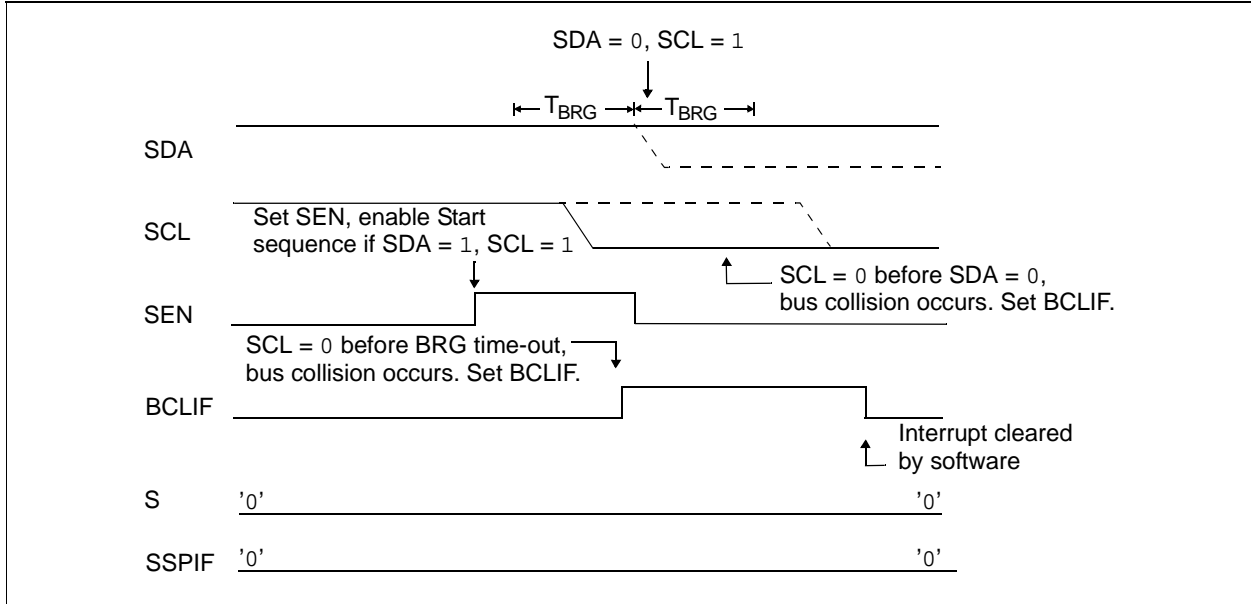 SDA = 0, SCL = 1
TBRG TBRG
SDA
SCL
Set SEN, enable Start
sequence if SDA = 1, SCL = 1
SCL = 0 before SDA = 0,
bus collision occurs. Set BCLIF.
SEN
SCL = 0 before BRG time-out,
bus collision occurs. Set BCLIF.
BCLIF
Interrupt cleared
by software
S '0' '0'
SSPIF '0' '0'